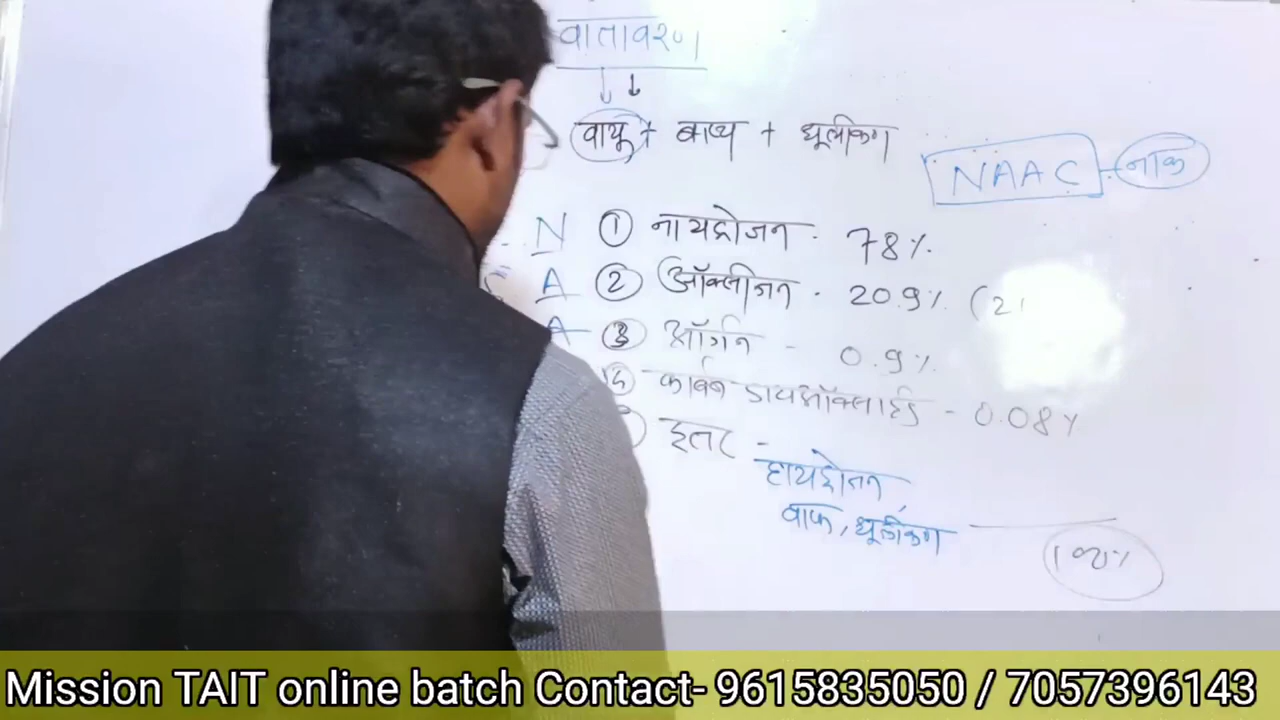 वातावरण
वायू + बाष्प + धूलीकण
NAAC - नाक
N ① नायट्रोजन - 78%
A ② ऑक्सीजन - 20.9% (21
A ③ ऑर्गन - 0.9%
कार्बन डायऑक्साईड - 0.08%
इतर -
हायड्रोजन
वाफ, धूलीकण
100%
Mission TAIT online batch Contact- 9615835050 / 7057396143